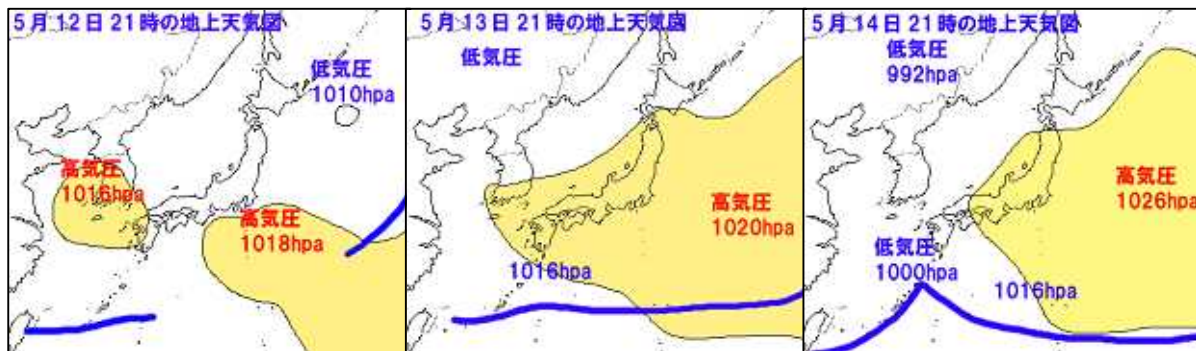 5月12日21時の地上天気図
低気圧
1010hpa
高気圧
1016hpa
高気圧
1018hpa
5月13日21時の地上天気図
低気圧
高気圧
1020hpa
1016hpa
5月14日21時の地上天気図
低気圧
992hpa
高気圧
1026hpa
低気圧
1000hpa
1016hpa